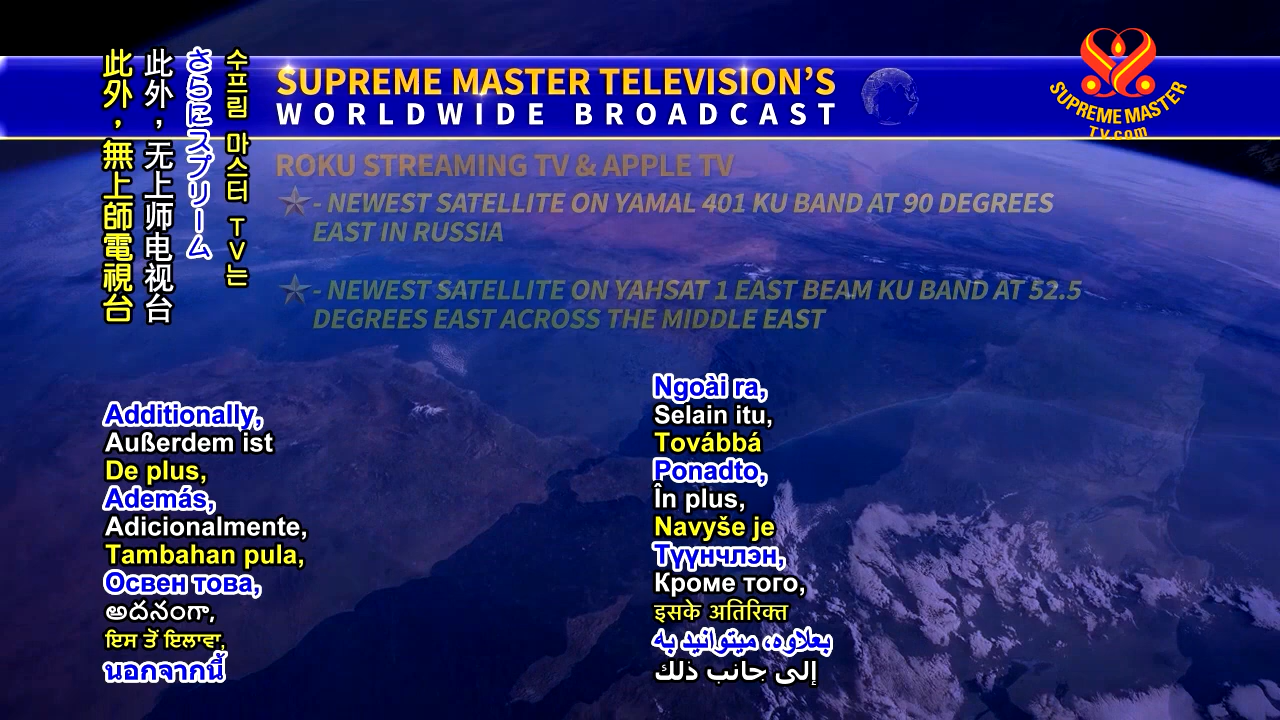 SUPREME MASTER TELEVISION'S
WORLDWIDE BROADCAST
SUPREME MASTER
TV.com
此外，無上師電視台
此外，无上师电视台
さらにスプリーム
수프림 마스터 TV는
ROKU STREAMING TV & APPLE TV
- NEWEST SATELLITE ON YAMAL 401 KU BAND AT 90 DEGREES
EAST IN RUSSIA
- NEWEST SATELLITE ON YAHSAT 1 EAST BEAM KU BAND AT 52.5
DEGREES EAST ACROSS THE MIDDLE EAST
Additionally,
Außerdem ist
De plus,
Además,
Adicionalmente,
Tambahan pula,
Освен това,
అదనంగా,
ਇਸ ਤੋਂ ਇਲਾਵਾ,
นอกจากนี้
Ngoài ra,
Selain itu,
Továbbá
Ponadto,
În plus,
Navyše je
Түүнчлэн,
Кроме того,
इसके अतिरिक्त
بعلاوه، میتوانید به
إلى جانب ذلك